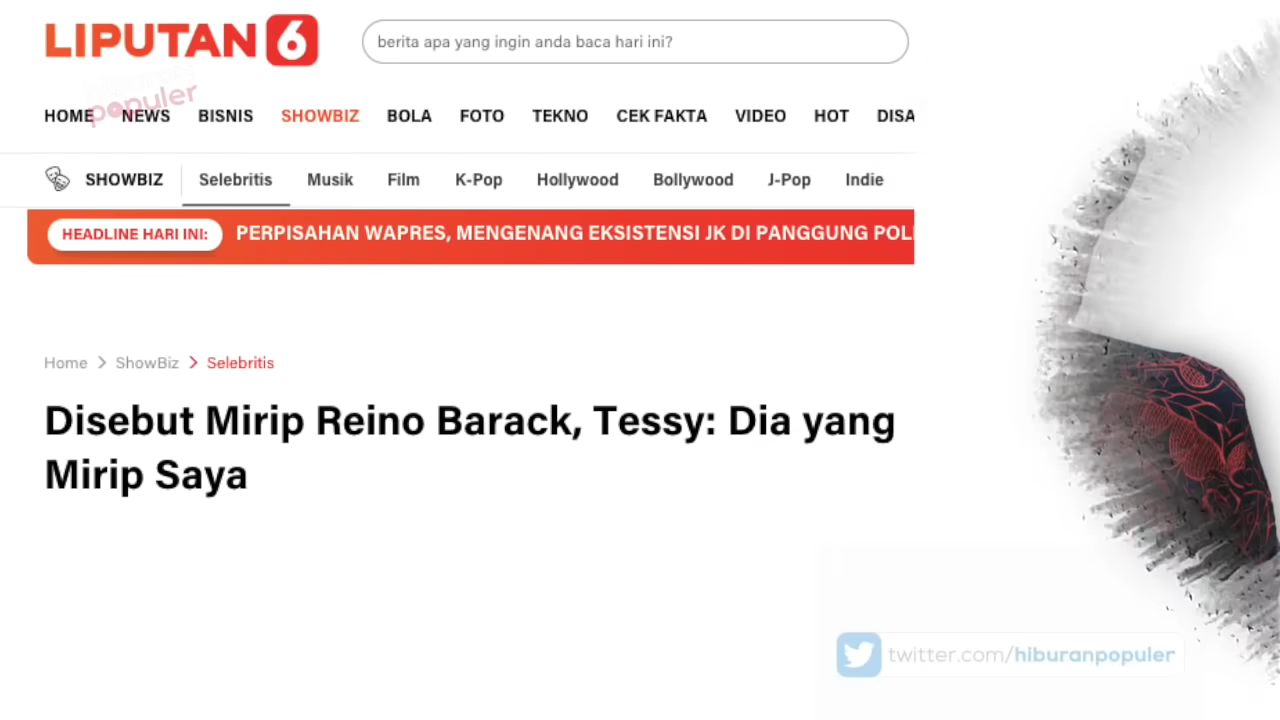 LIPUTAN 6
berita apa yang ingin anda baca hari ini?
populer
HOME NEWS BISNIS SHOWBIZ BOLA FOTO TEKNO CEK FAKTA VIDEO HOT DISA
SHOWBIZ Selebritis Musik Film K-Pop Hollywood Bollywood J-Pop Indie
HEADLINE HARI INI: PERPISAHAN WAPRES, MENGENANG EKSISTENSI JK DI PANGGUNG POLI
Home > ShowBiz > Selebritis
Disebut Mirip Reino Barack, Tessy: Dia yang
Mirip Saya
twitter.com/hiburanpopuler